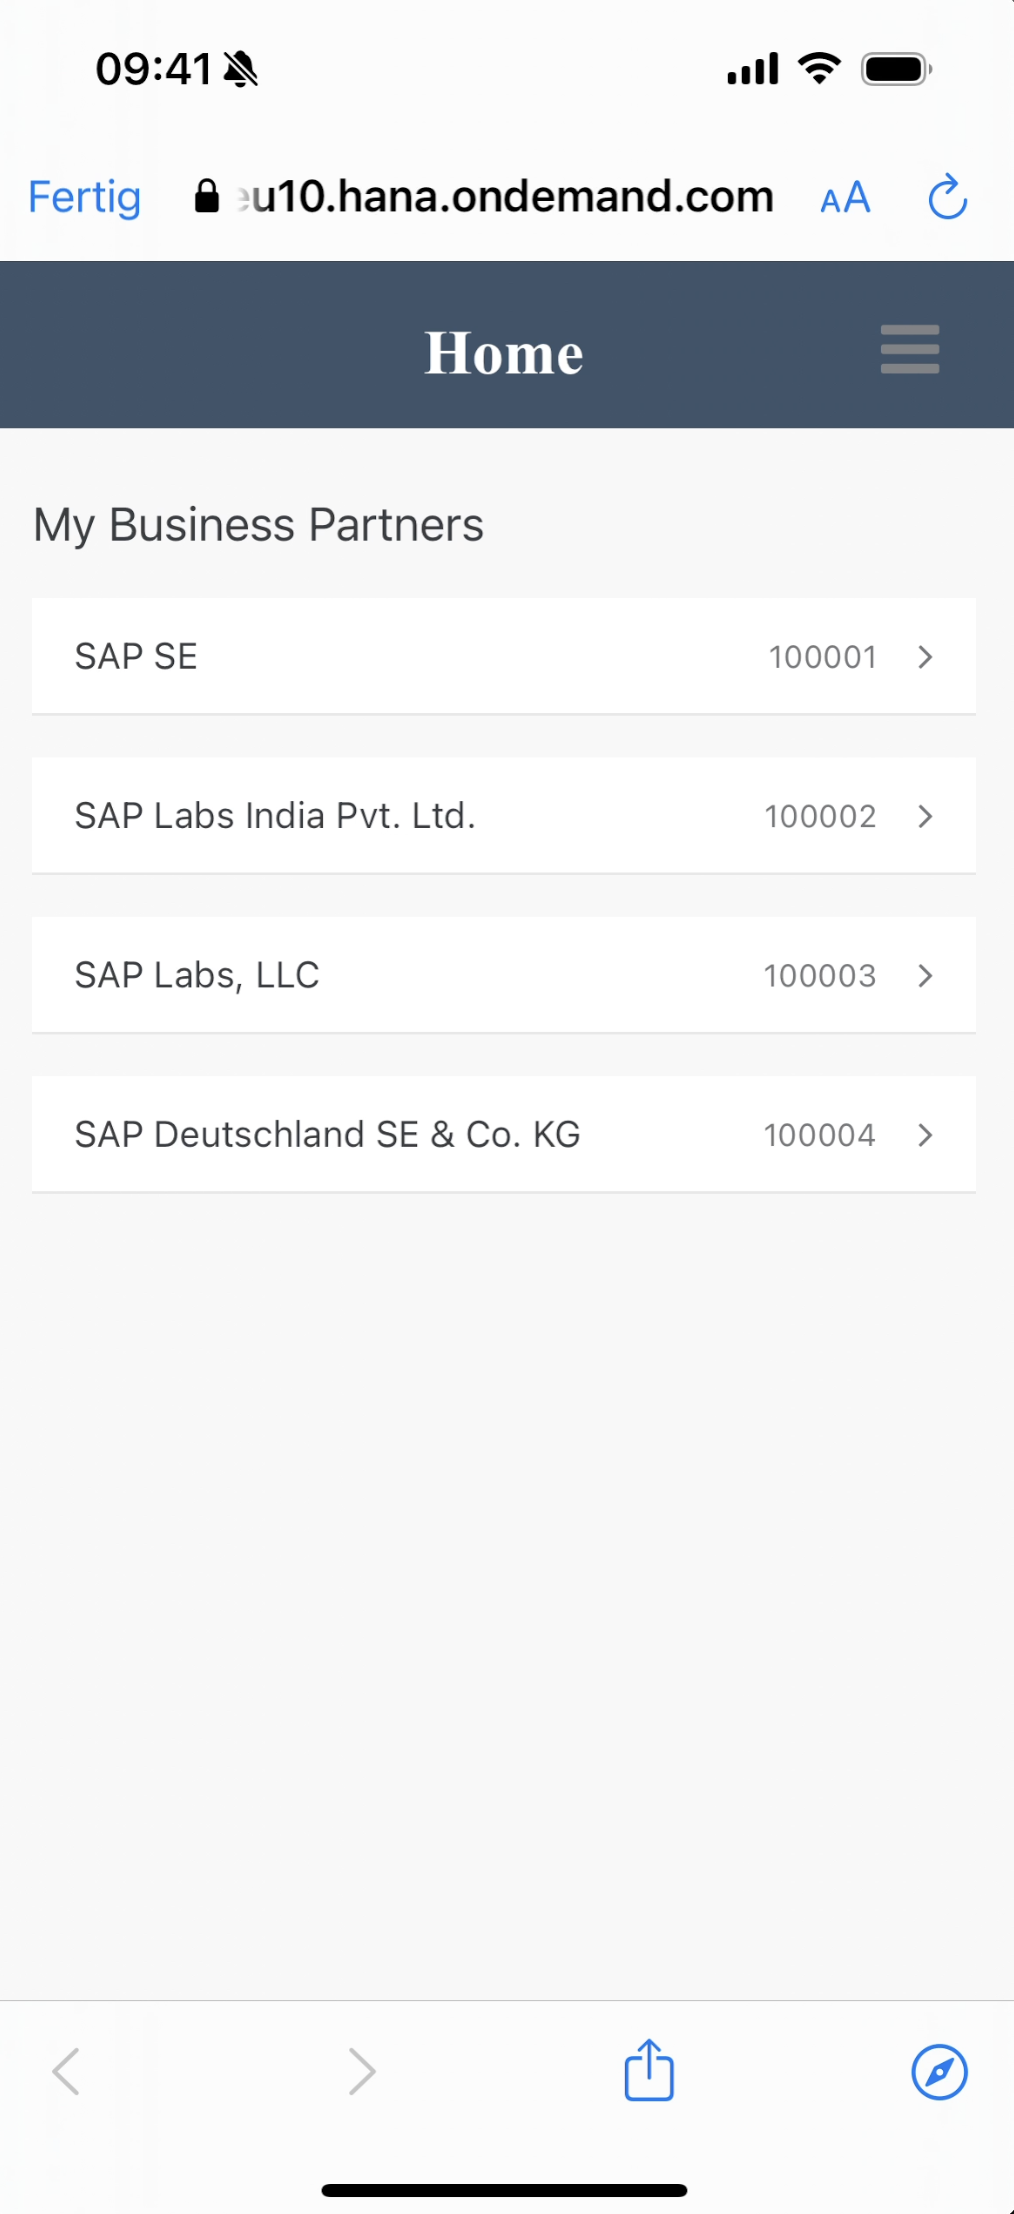 09:41
Fertig eu10.hana.ondemand.com AA
Home
My Business Partners
SAP SE 100001
SAP Labs India Pvt. Ltd. 100002
SAP Labs, LLC 100003
SAP Deutschland SE & Co. KG 100004